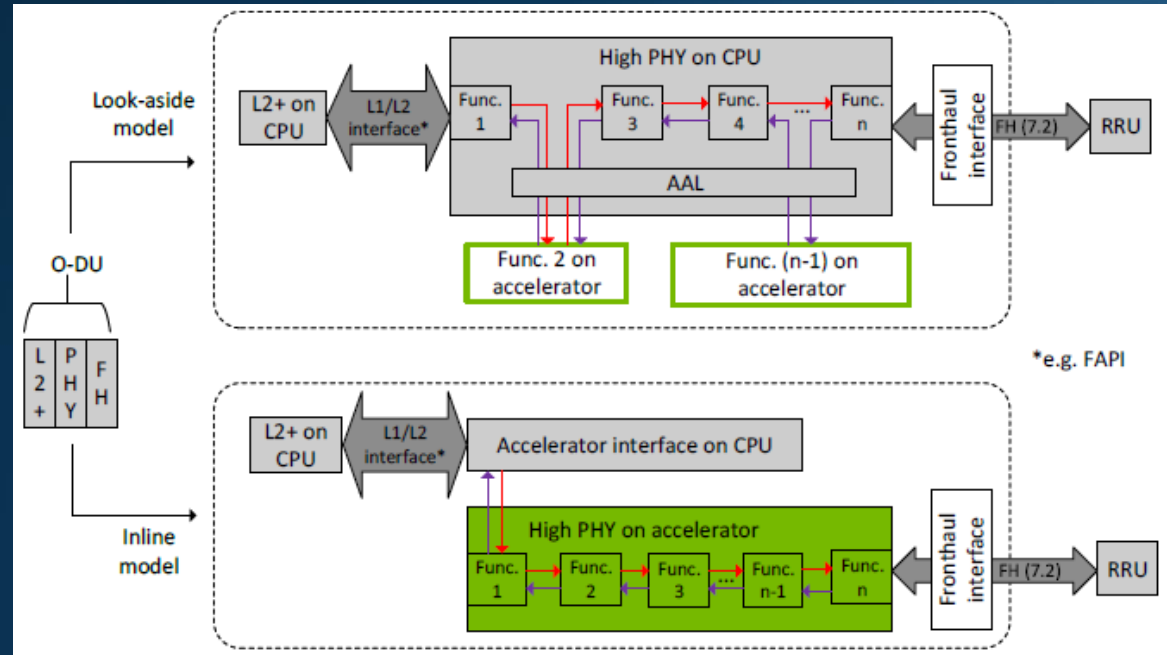 Look-aside
model
L2+ on
CPU
L1/L2
interface*
High PHY on CPU
Func.
1
Func.
3
Func.
4
...
Func.
n
AAL
Func. 2 on
accelerator
Func. (n-1) on
accelerator
Fronthaul
interface
FH (7.2)
RRU
O-DU
L
2
+
P
H
Y
F
H
*e.g. FAPI
Inline
model
L2+ on
CPU
L1/L2
interface*
Accelerator interface on CPU
High PHY on accelerator
Func.
1
Func.
2
Func.
3
...
Func.
n-1
Func.
n
Fronthaul
interface
FH (7.2)
RRU